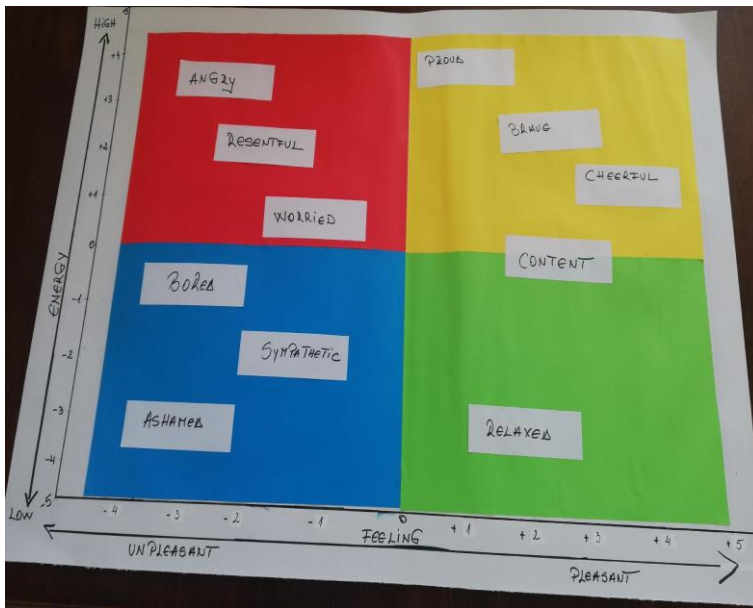 5
HIGH
+4
ANGRY
PROUD
+3
BRAVE
+2
RESENTFUL
CHEERFUL
+1
WORRIED
0
CONTENT
ENERGY
BORED
-1
SYMPATHETIC
-2
ASHAMED
RELAXED
-3
-4
-5
LOW
-4 -3 -2 -1 0 +1 +2 +3 +4 +5
FEELING
UNPLEASANT
PLEASANT